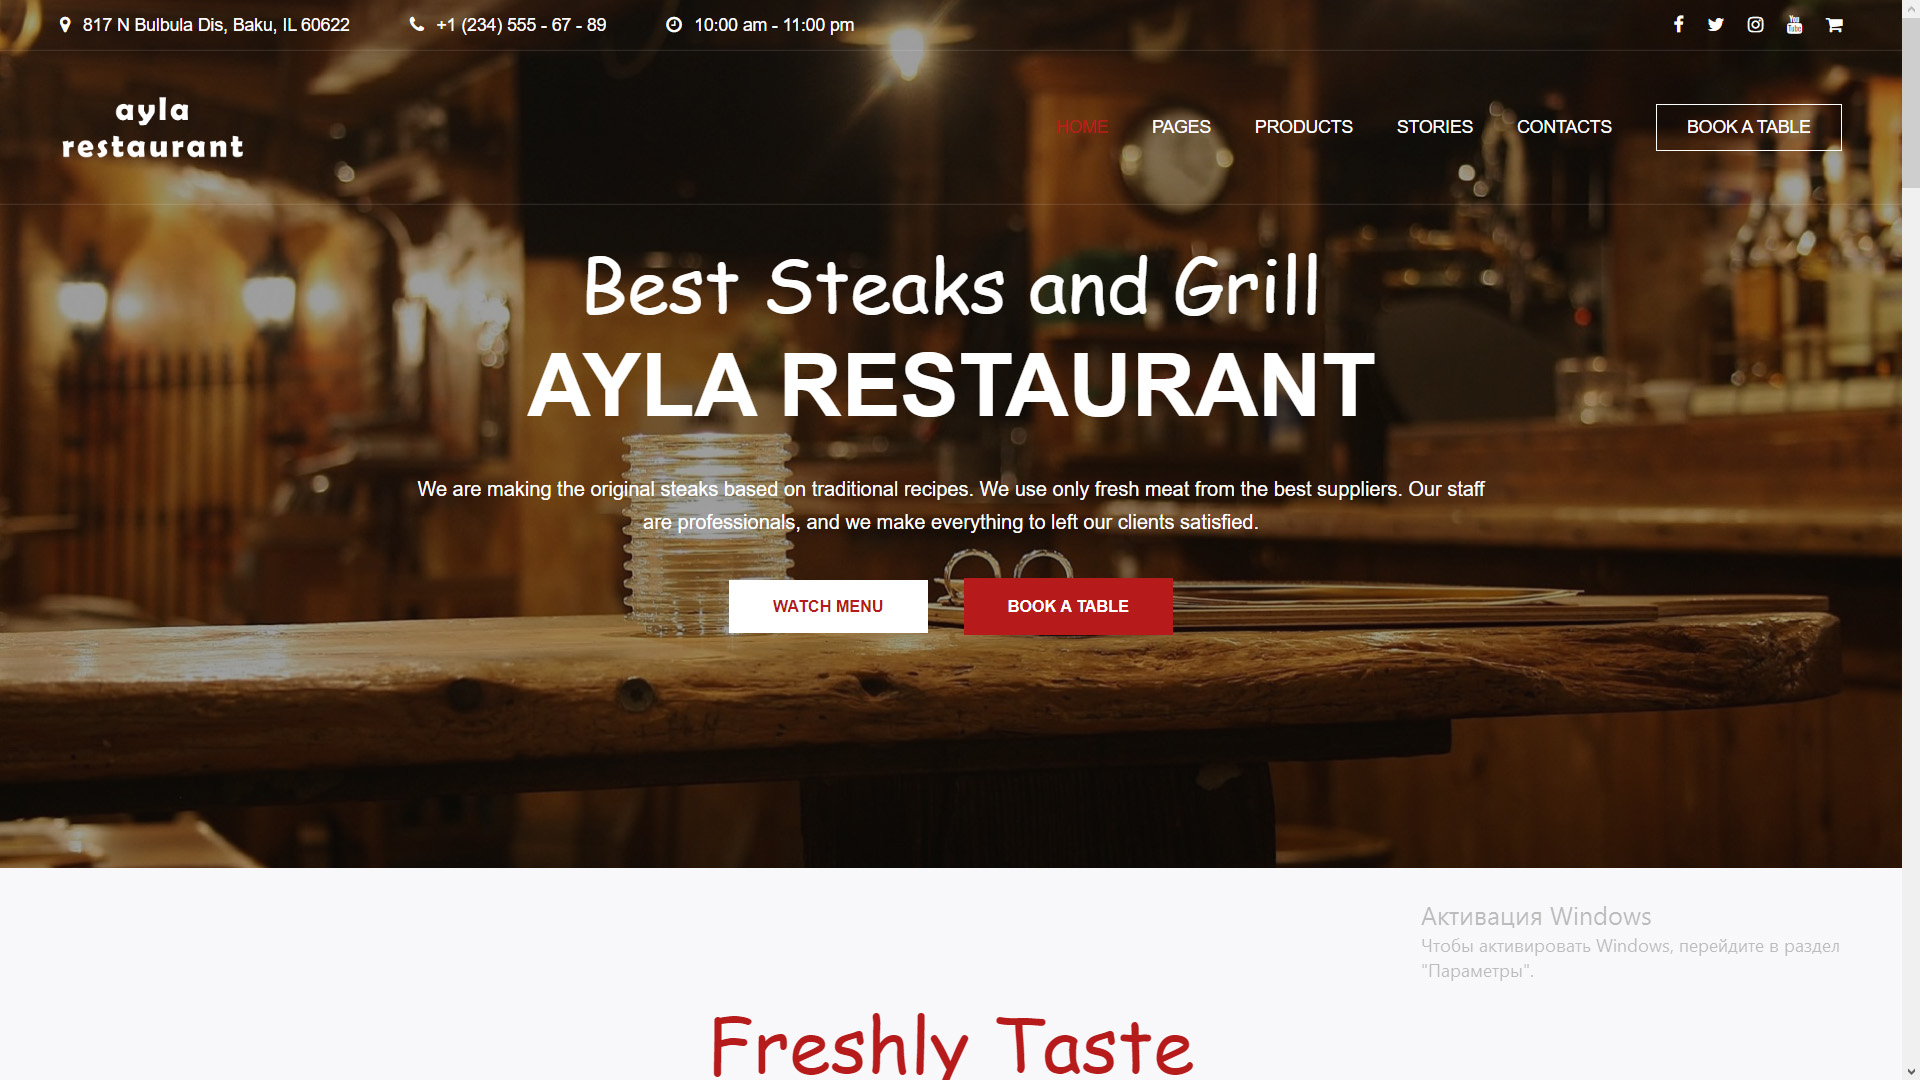 817 N Bulbula Dis, Baku, IL 60622
+1 (234) 555 - 67 - 89
10:00 am - 11:00 pm
ayla
restaurant
HOME
PAGES
PRODUCTS
STORIES
CONTACTS
BOOK A TABLE
Best Steaks and Grill
AYLA RESTAURANT
We are making the original steaks based on traditional recipes. We use only fresh meat from the best suppliers. Our staff
are professionals, and we make everything to left our clients satisfied.
WATCH MENU
BOOK A TABLE
Активация Windows
Чтобы активировать Windows, перейдите в раздел
"Параметры".
Freshly Taste